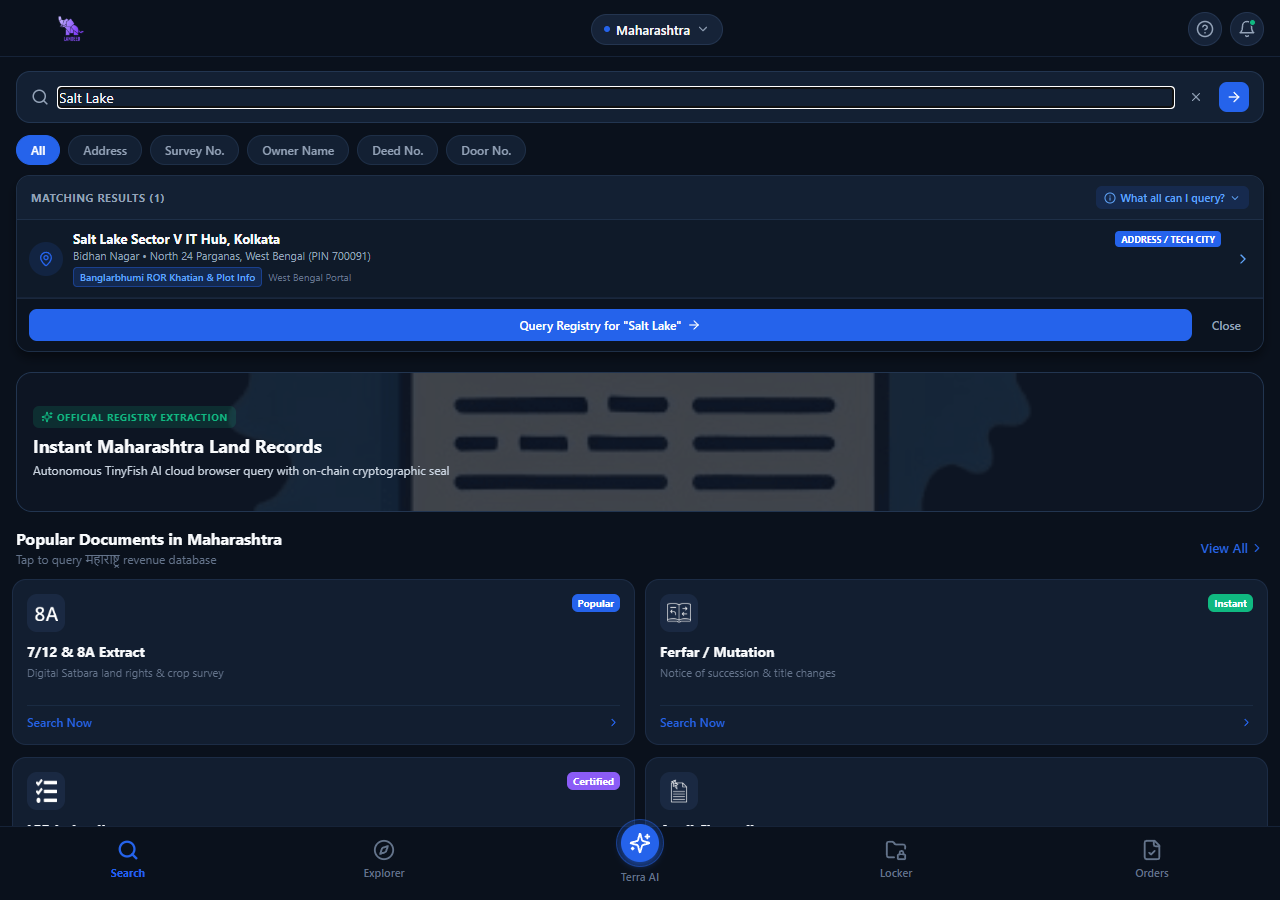 Maharashtra
Salt Lake
All
Address
Survey No.
Owner Name
Deed No.
Door No.
MATCHING RESULTS (1)
What all can I query?
Salt Lake Sector V IT Hub, Kolkata
ADDRESS / TECH CITY
Bidhan Nagar • North 24 Parganas, West Bengal (PIN 700091)
Banglarbhumi ROR Khatian & Plot Info
West Bengal Portal
Query Registry for "Salt Lake" →
Close
OFFICIAL REGISTRY EXTRACTION
Instant Maharashtra Land Records
Autonomous TinyFish AI cloud browser query with on-chain cryptographic seal
Popular Documents in Maharashtra
Tap to query महाराष्ट्र revenue database
View All
8A
Popular
7/12 & 8A Extract
Digital Satbara land rights & crop survey
Search Now
Instant
Ferfar / Mutation
Notice of succession & title changes
Search Now
Certified
Search
Explorer
Terra AI
Locker
Orders